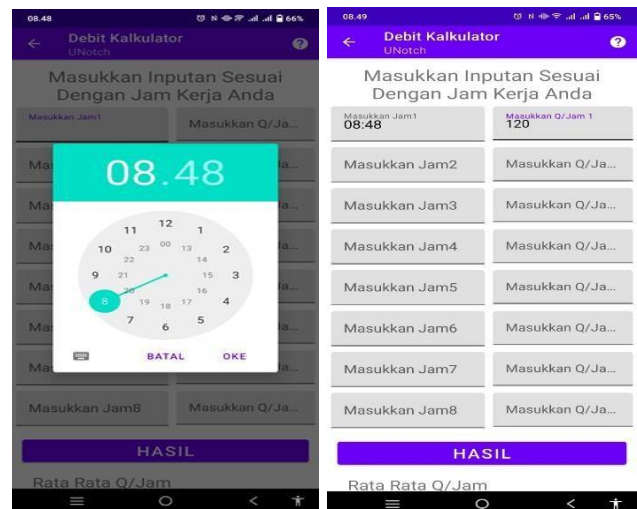 08.48
66%
Debit Kalkulator
UNotch
Masukkan Inputan Sesuai
Dengan Jam Kerja Anda
Masukkan Jam1
Masukkan Q/Ja...
08.48
12
11
1
00
23
13
10
2
22
14
9
21
15
3
20
16
8
19
17
4
18
7
5
6
BATAL
OKE
Masukkan Jam8
Masukkan Q/Ja...
HASIL
Rata Rata Q/Jam
08.49
65%
Debit Kalkulator
UNotch
Masukkan Inputan Sesuai
Dengan Jam Kerja Anda
Masukkan Jam1
Masukkan Q/Jam 1
08:48
120
Masukkan Jam2
Masukkan Q/Ja...
Masukkan Jam3
Masukkan Q/Ja...
Masukkan Jam4
Masukkan Q/Ja...
Masukkan Jam5
Masukkan Q/Ja...
Masukkan Jam6
Masukkan Q/Ja...
Masukkan Jam7
Masukkan Q/Ja...
Masukkan Jam8
Masukkan Q/Ja...
HASIL
Rata Rata Q/Jam